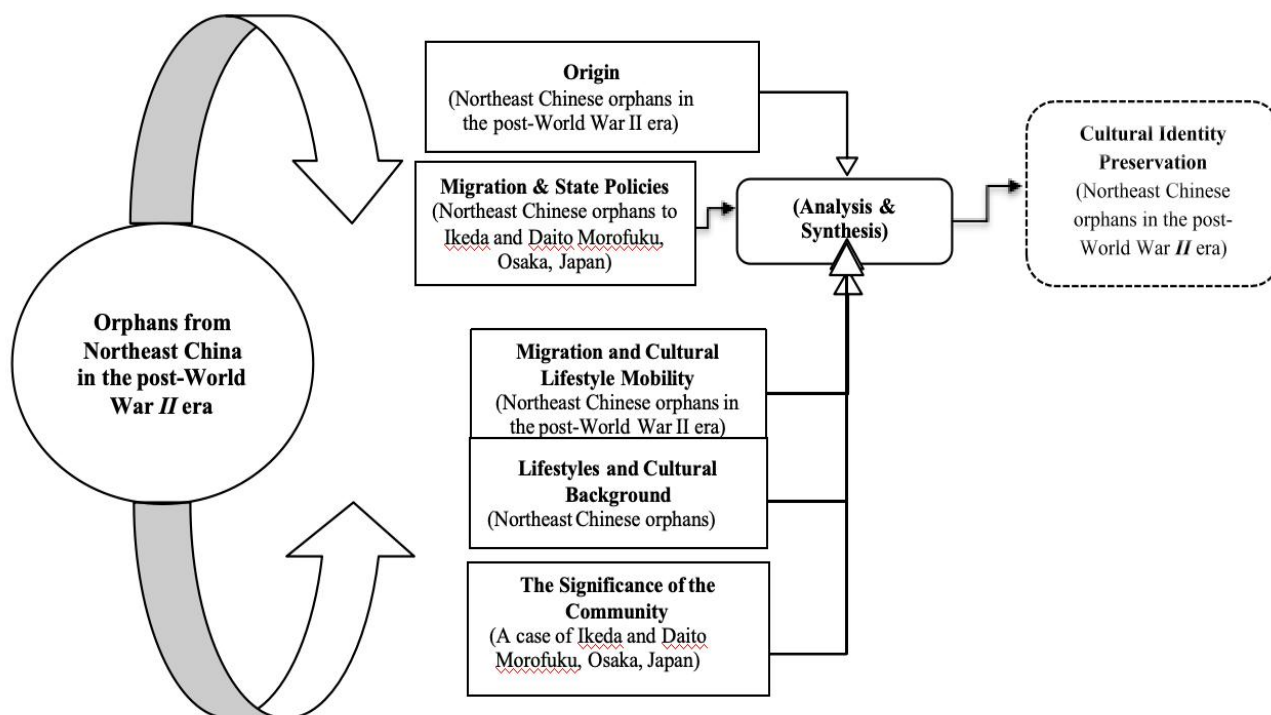 Orphans from
Northeast China
in the post-World
War II era
Origin
(Northeast Chinese orphans in
the post-World War II era)
Migration & State Policies
(Northeast Chinese orphans to
Ikeda and Daito Morofuku,
Osaka, Japan)
Migration and Cultural
Lifestyle Mobility
(Northeast Chinese orphans in
the post-World War II era)
Lifestyles and Cultural
Background
(Northeast Chinese orphans)
The Significance of the
Community
(A case of Ikeda and Daito
Morofuku, Osaka, Japan)
(Analysis &
Synthesis)
Cultural Identity
Preservation
(Northeast Chinese
orphans in the post-
World War II era)